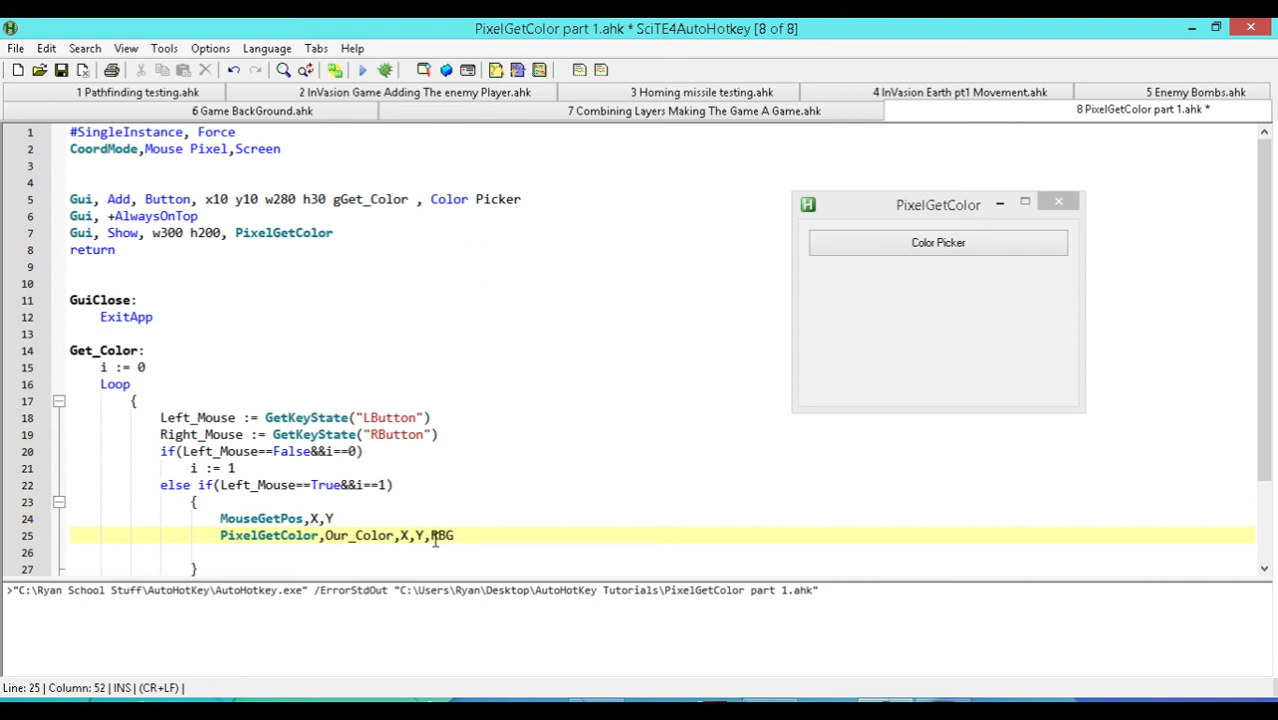 PixelGetColor part 1.ahk * SciTE4AutoHotkey [8 of 8]
File Edit Search View Tools Options Language Tabs Help
1 Pathfinding testing.ahk 2 InVasion Game Adding The enemy Player.ahk 3 Homing missile testing.ahk 4 InVasion Earth pt1 Movement.ahk 5 Enemy Bombs.ahk
6 Game BackGround.ahk 7 Combining Layers Making The Game A Game.ahk 8 PixelGetColor part 1.ahk *
1 #SingleInstance, Force
2 CoordMode,Mouse Pixel,Screen
3
4
5 Gui, Add, Button, x10 y10 w280 h30 gGet_Color , Color Picker
6 Gui, +AlwaysOnTop
7 Gui, Show, w300 h200, PixelGetColor
8 return
9
10
11 GuiClose:
12 ExitApp
13
14 Get_Color:
15 i := 0
16 Loop
17 {
18 Left_Mouse := GetKeyState("LButton")
19 Right_Mouse := GetKeyState("RButton")
20 if(Left_Mouse==False&&i==0)
21 i := 1
22 else if(Left_Mouse==True&&i==1)
23 {
24 MouseGetPos,X,Y
25 PixelGetColor,Our_Color,X,Y,RBG
26
27 }
PixelGetColor
Color Picker
>"C:\Ryan School Stuff\AutoHotKey\AutoHotkey.exe" /ErrorStdOut "C:\Users\Ryan\Desktop\AutoHotKey Tutorials\PixelGetColor part 1.ahk"
Line: 25 | Column: 52 | INS | (CR+LF) |